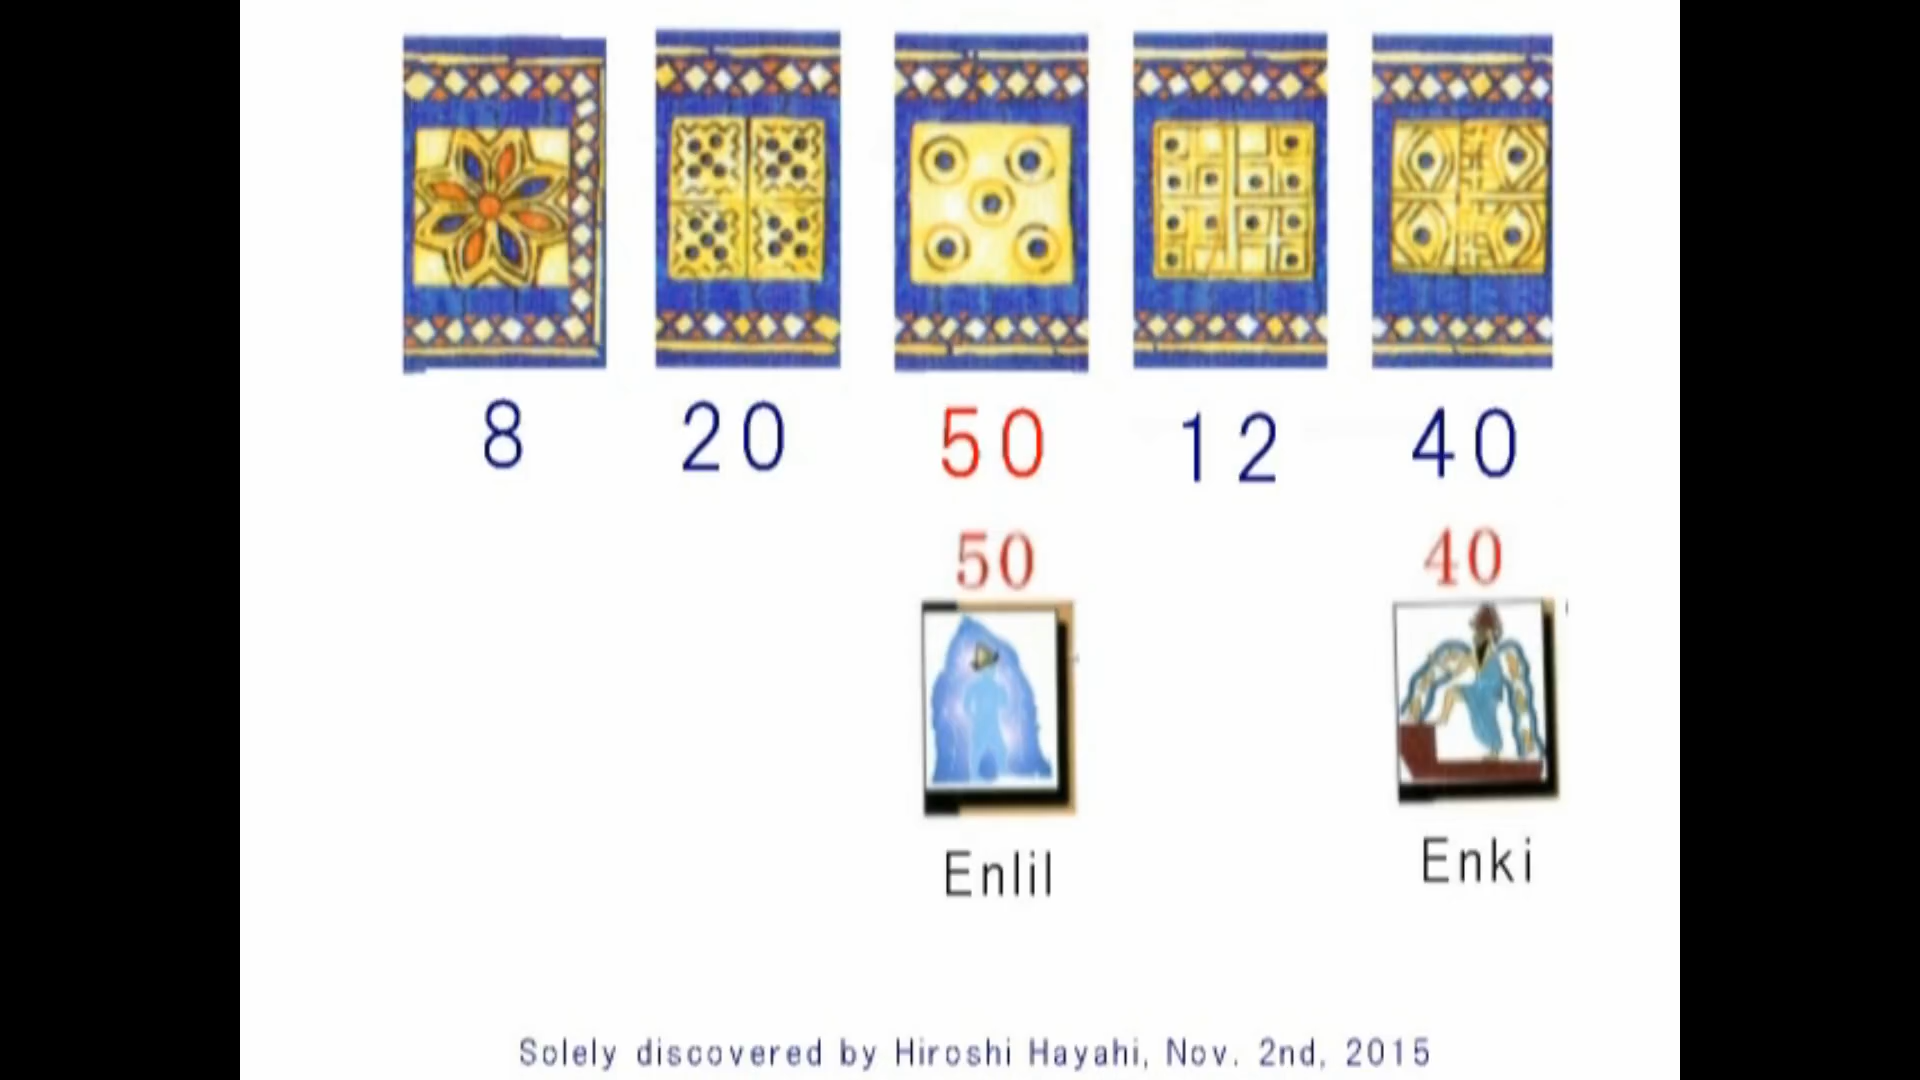 8 20 50 12 40
50 40
Enlil Enki
Solely discovered by Hiroshi Hayahi, Nov. 2nd, 2015